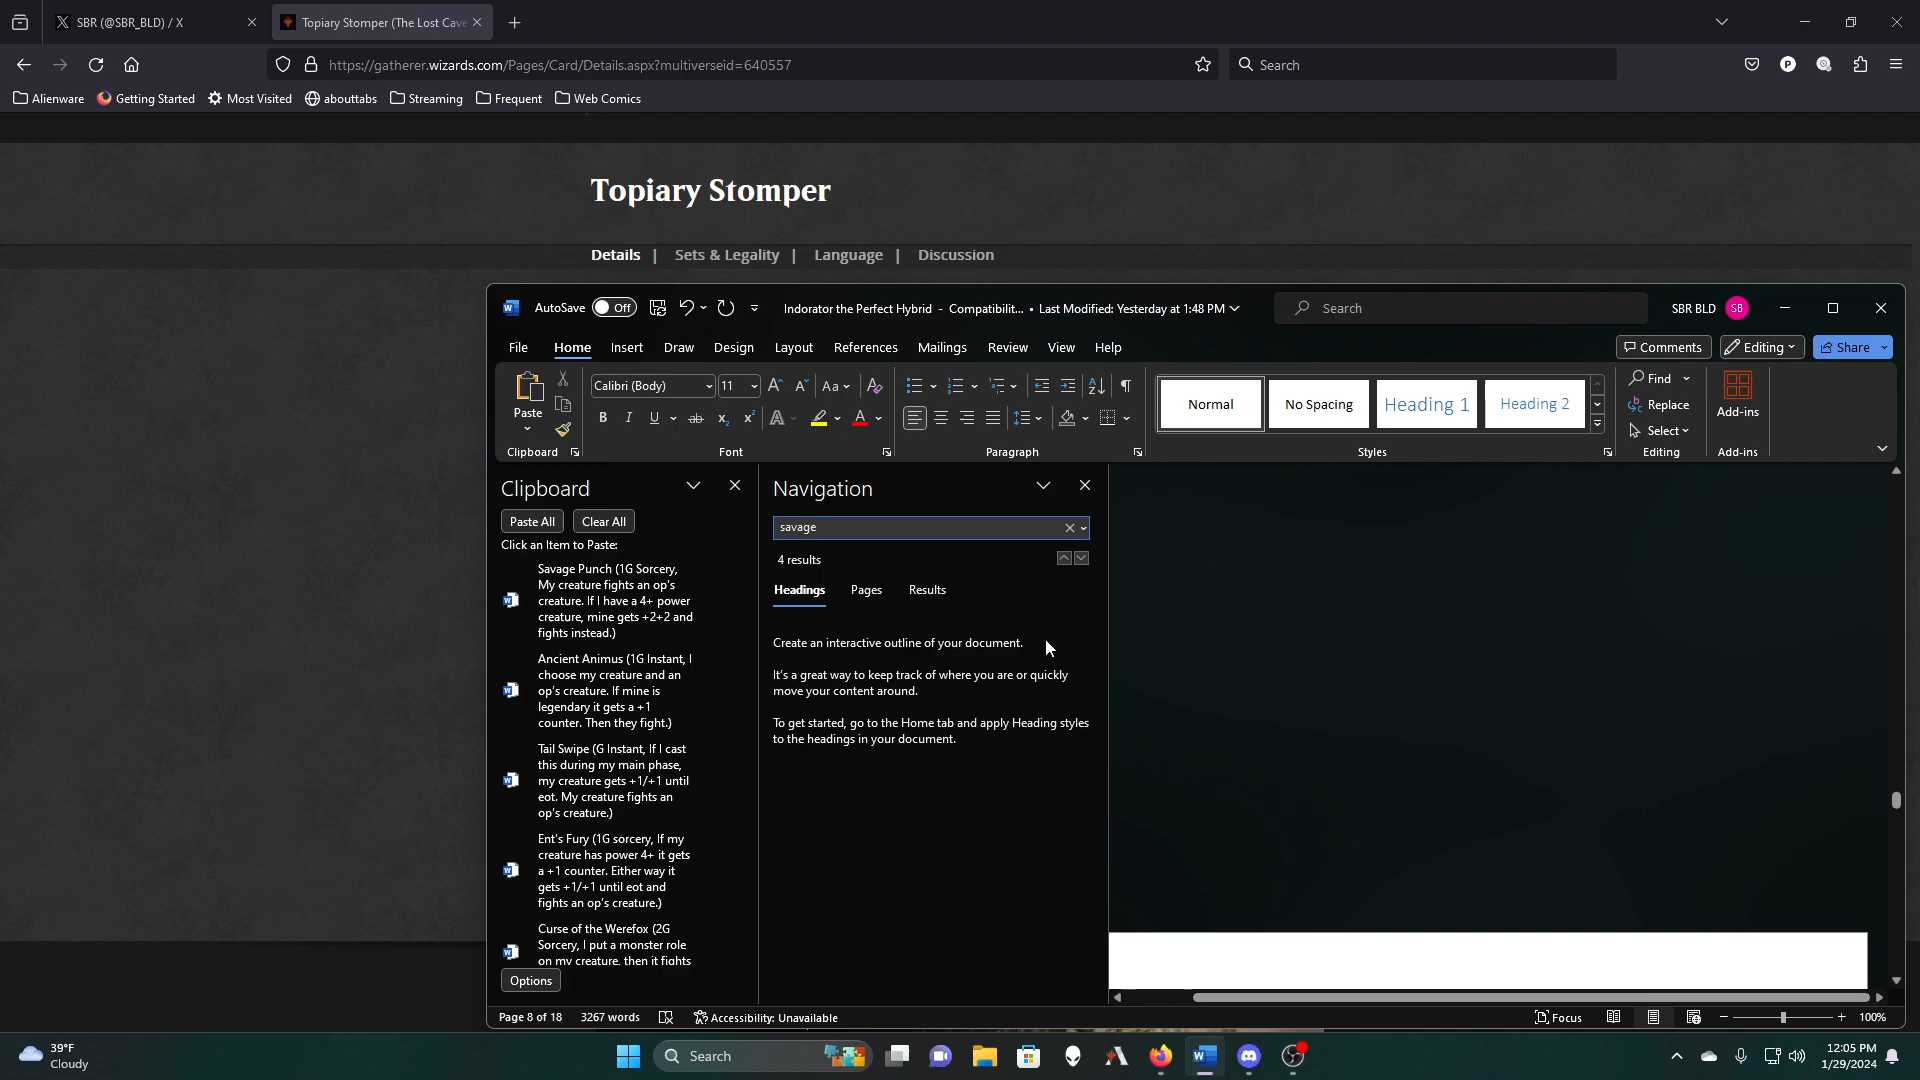 SBR (@SBR_BLD) / X
Topiary Stomper (The Lost Cave
https://gatherer.wizards.com/Pages/Card/Details.aspx?multiverseid=640557
Search
Alienware
Getting Started
Most Visited
abouttabs
Streaming
Frequent
Web Comics
Topiary Stomper
Details | Sets & Legality | Language | Discussion
AutoSave Off
Indorator the Perfect Hybrid - Compatibilit... • Last Modified: Yesterday at 1:48 PM
Search
SBR BLD SB
File Home Insert Draw Design Layout References Mailings Review View Help
Comments Editing Share
Paste
Calibri (Body) 11
Normal
No Spacing
Heading 1
Heading 2
Find
Replace
Select
Add-ins
Clipboard Font Paragraph Styles Editing Add-ins
Clipboard
Paste All Clear All
Click an Item to Paste:
Savage Punch (1G Sorcery,
My creature fights an op's
creature. If I have a 4+ power
creature, mine gets +2+2 and
fights instead.)
Ancient Animus (1G Instant, I
choose my creature and an
op's creature. If mine is
legendary it gets a +1
counter. Then they fight.)
Tail Swipe (G Instant, If I cast
this during my main phase,
my creature gets +1/+1 until
eot. My creature fights an
op's creature.)
Ent's Fury (1G sorcery, If my
creature has power 4+ it gets
a +1 counter. Either way it
gets +1/+1 until eot and
fights an op's creature.)
Curse of the Werefox (2G
Sorcery, I put a monster role
on my creature, then it fights
Options
Navigation
savage
4 results
Headings Pages Results
Create an interactive outline of your document.
It's a great way to keep track of where you are or quickly
move your content around.
To get started, go to the Home tab and apply Heading styles
to the headings in your document.
Page 8 of 18 3267 words Accessibility: Unavailable
Focus
100%
39°F
Cloudy
Search
12:05 PM
1/29/2024